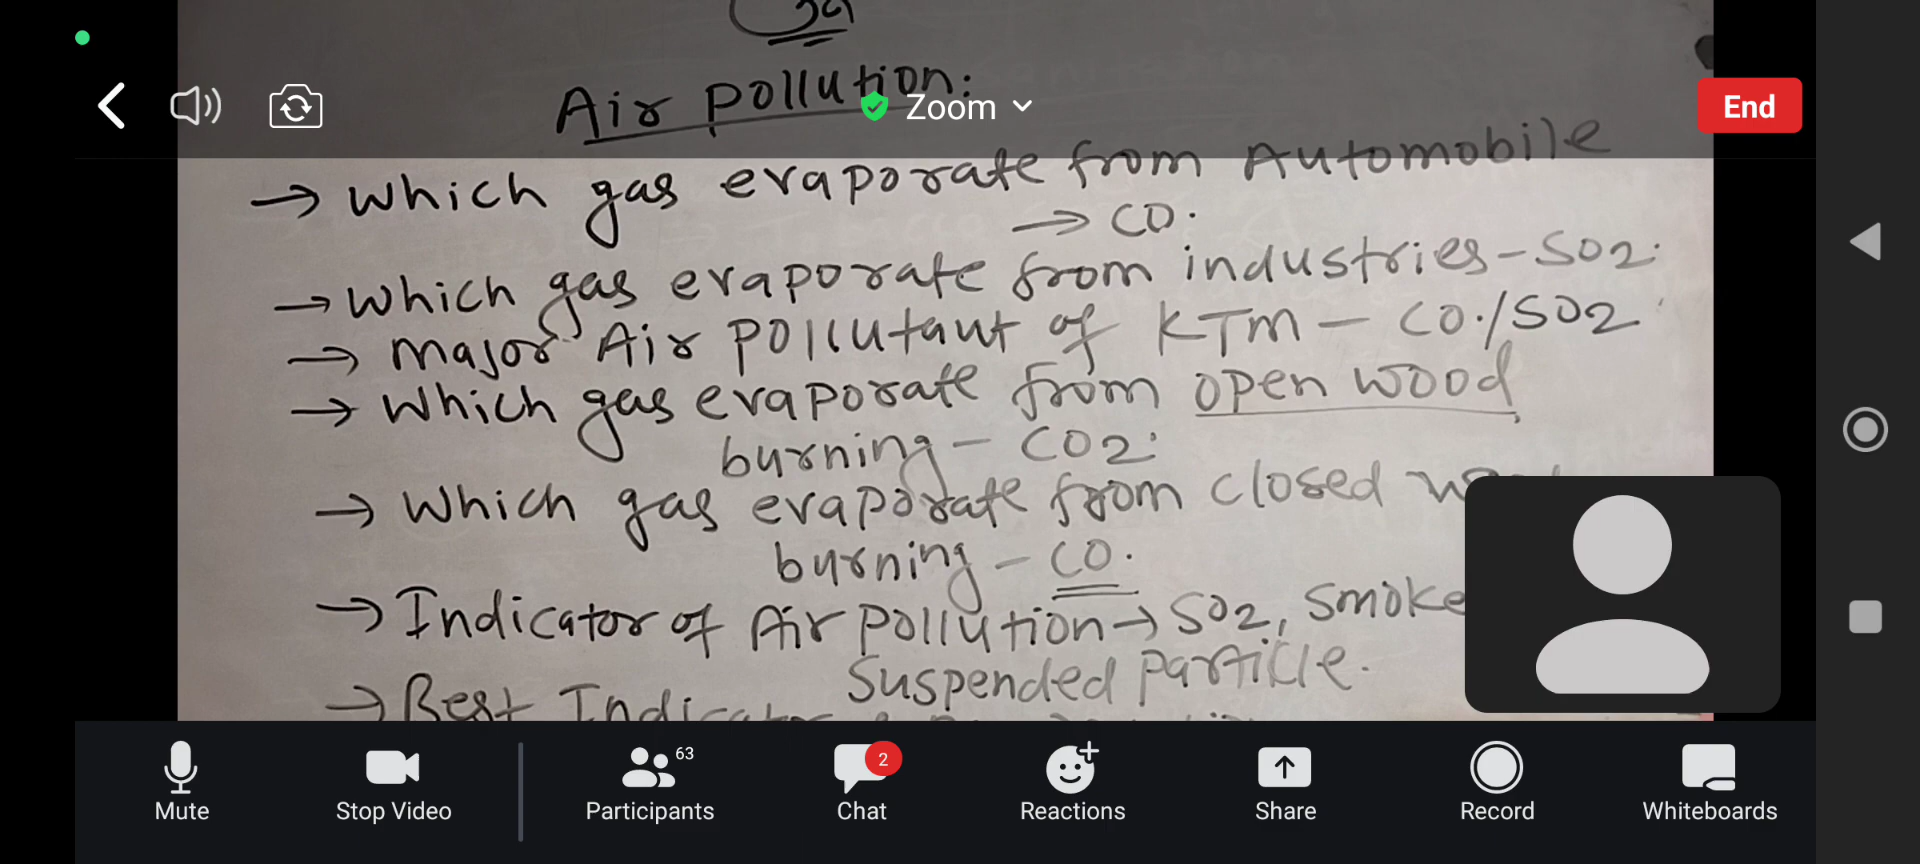 Air pollution:
Zoom
End
→ which gas evaporate from Automobile
→ CO.
→ which gas evaporate from industries - SO2.
→ major Air pollutant of KTM - CO./SO2
→ which gas evaporate from open wood
burning - CO2.
→ which gas evaporate from closed
burning - CO.
→ Indicator of Air pollution → SO2, smoke
suspended particle.
→ Best Indicator
63
2
Mute
Stop Video
Participants
Chat
Reactions
Share
Record
Whiteboards